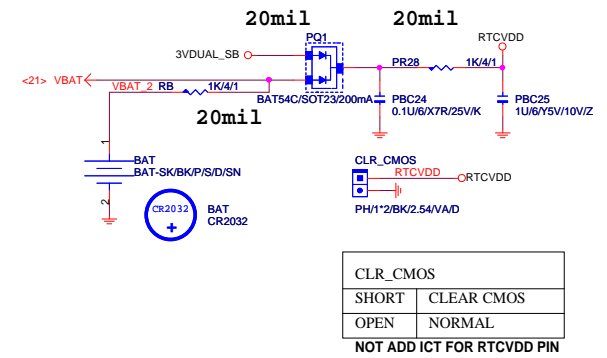 20mil
20mil
PQ1
RTCVDD
3VDUAL_SB
PR28
1K/4/1
<21> VBAT
VBAT_2
RB
1K/4/1
BAT54C/SOT23/200mA
PBC24
0.1U/6/X7R/25V/K
PBC25
1U/6/Y5V/10V/Z
20mil
1
BAT
BAT-SK/BK/P/S/D/SN
2
CR2032
+
BAT
CR2032
CLR_CMOS
RTCVDD
RTCVDD
PH/1*2/BK/2.54/VA/D
CLR_CMOS
SHORT CLEAR CMOS
OPEN NORMAL
NOT ADD ICT FOR RTCVDD PIN